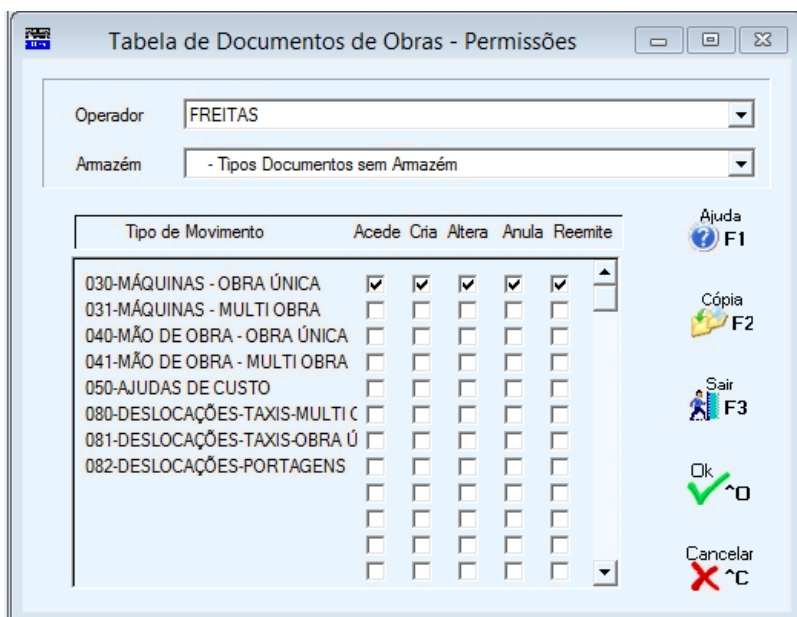 Tabela de Documentos de Obras - Permissões
Operador FREITAS
Armazém - Tipos Documentos sem Armazém
Tipo de Movimento Acede Cria Altera Anula Reemite
030-MÁQUINAS - OBRA ÚNICA
031-MÁQUINAS - MULTI OBRA
040-MÃO DE OBRA - OBRA ÚNICA
041-MÃO DE OBRA - MULTI OBRA
050-AJUDAS DE CUSTO
080-DESLOCAÇÕES-TAXIS-MULTI
081-DESLOCAÇÕES-TAXIS-OBRA Ú
082-DESLOCAÇÕES-PORTAGENS
Ajuda
F1
Cópia
F2
Sair
F3
Ok
^O
Cancelar
^C